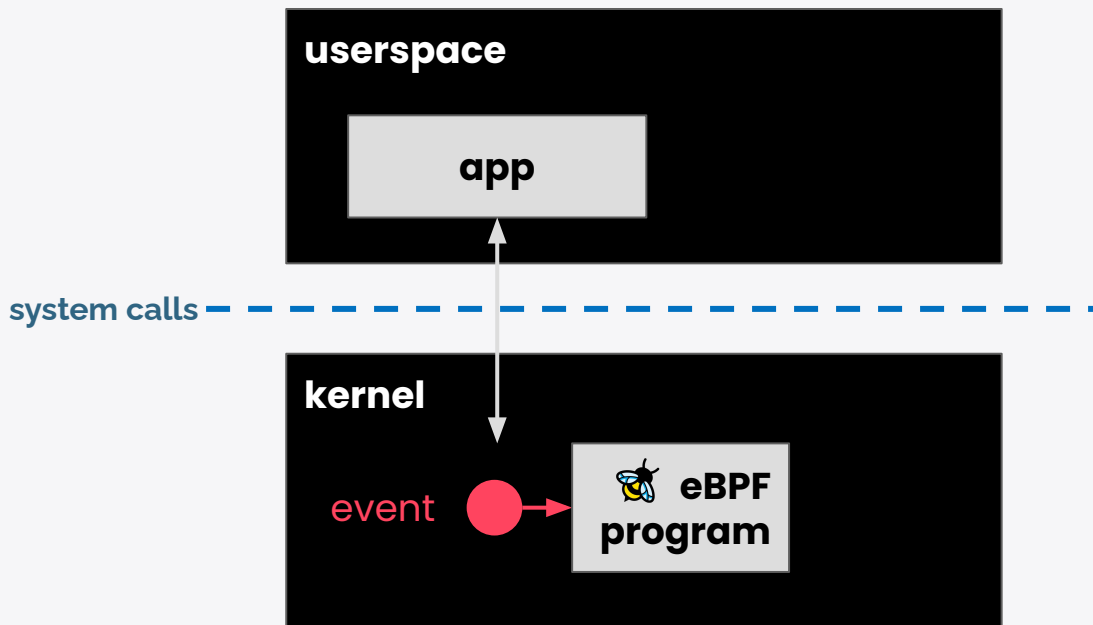 userspace
app
system calls
kernel
event
eBPF
program